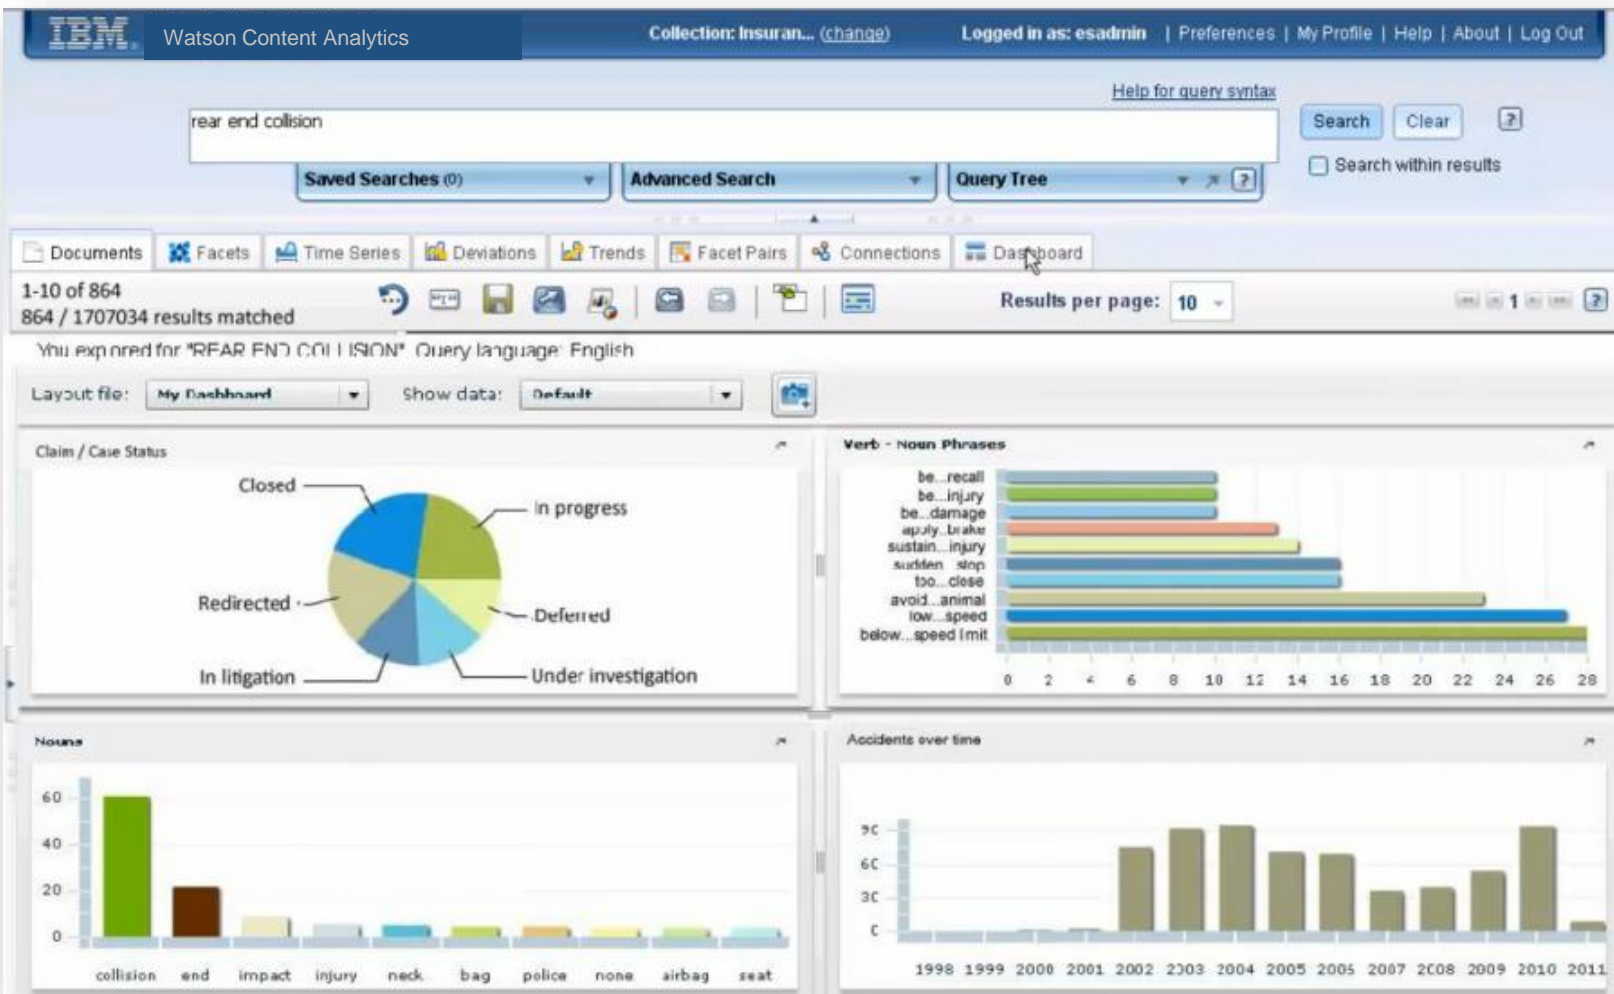 IBM. Watson Content Analytics Collection: Insuran... (change) Logged in as: esadmin | Preferences | My Profile | Help | About | Log Out
Help for query syntax
rear end collision Search Clear ?
Search within results
Saved Searches (0) Advanced Search Query Tree ?
Documents Facets Time Series Deviations Trends Facet Pairs Connections Dashboard
1-10 of 864
864 / 1707034 results matched
Results per page: 10 1 ?
You explored for "REAR END COLLISION" Query language: English
Layout file: My Dashboard Show data: Default
Claim / Case Status
Closed
In progress
Redirected
Deferred
In litigation
Under investigation
Verb - Noun Phrases
be...recall
be...injury
be...damage
apply...brake
sustain...injury
sudden...stop
too...close
avoid...animal
low...speed
below...speed limit
0 2 4 6 8 10 12 14 16 18 20 22 24 26 28
Nouns
60
40
20
0
collision end impact injury neck bag police none airbag seat
Accidents over time
90
60
30
0
1998 1999 2000 2001 2002 2003 2004 2005 2006 2007 2008 2009 2010 2011